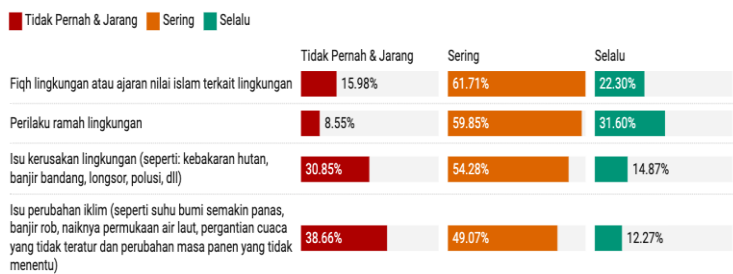 Tidak Pernah & Jarang Sering Selalu
Tidak Pernah & Jarang Sering Selalu
Fiqh lingkungan atau ajaran nilai islam terkait lingkungan 15.98% 61.71% 22.30%
Perilaku ramah lingkungan 8.55% 59.85% 31.60%
Isu kerusakan lingkungan (seperti: kebakaran hutan,
banjir bandang, longsor, polusi, dll) 30.85% 54.28% 14.87%
Isu perubahan iklim (seperti suhu bumi semakin panas,
banjir rob, naiknya permukaan air laut, pergantian cuaca
yang tidak teratur dan perubahan masa panen yang tidak
menentu) 38.66% 49.07% 12.27%